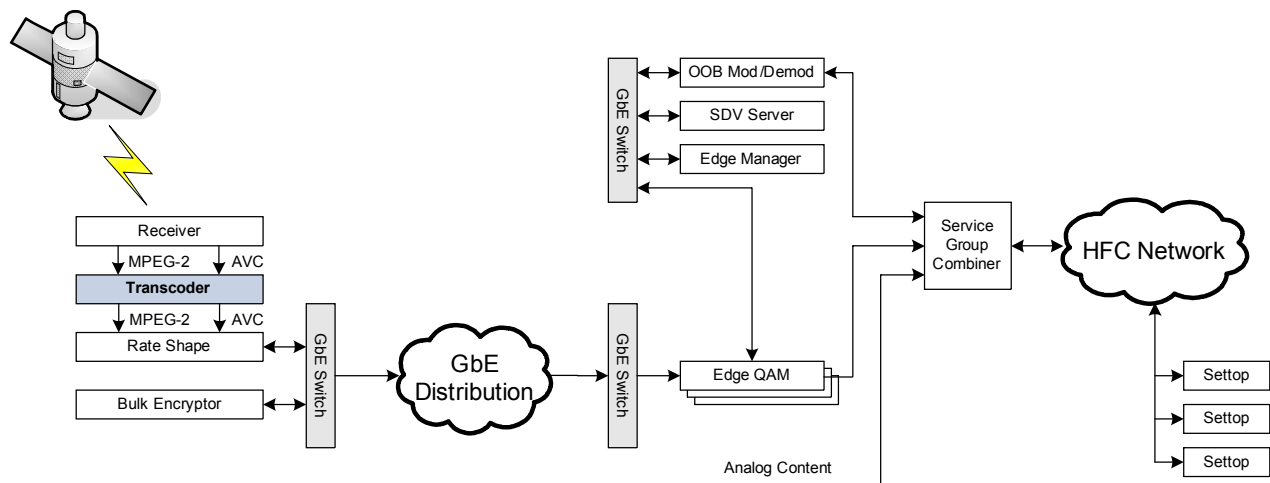 Receiver
MPEG-2 AVC
Transcoder
MPEG-2 AVC
Rate Shape
Bulk Encryptor
GbE Switch
GbE
Distribution
GbE Switch
GbE Switch
OOB Mod/Demod
SDV Server
Edge Manager
Edge QAM
Analog Content
Service
Group
Combiner
HFC Network
Settop
Settop
Settop